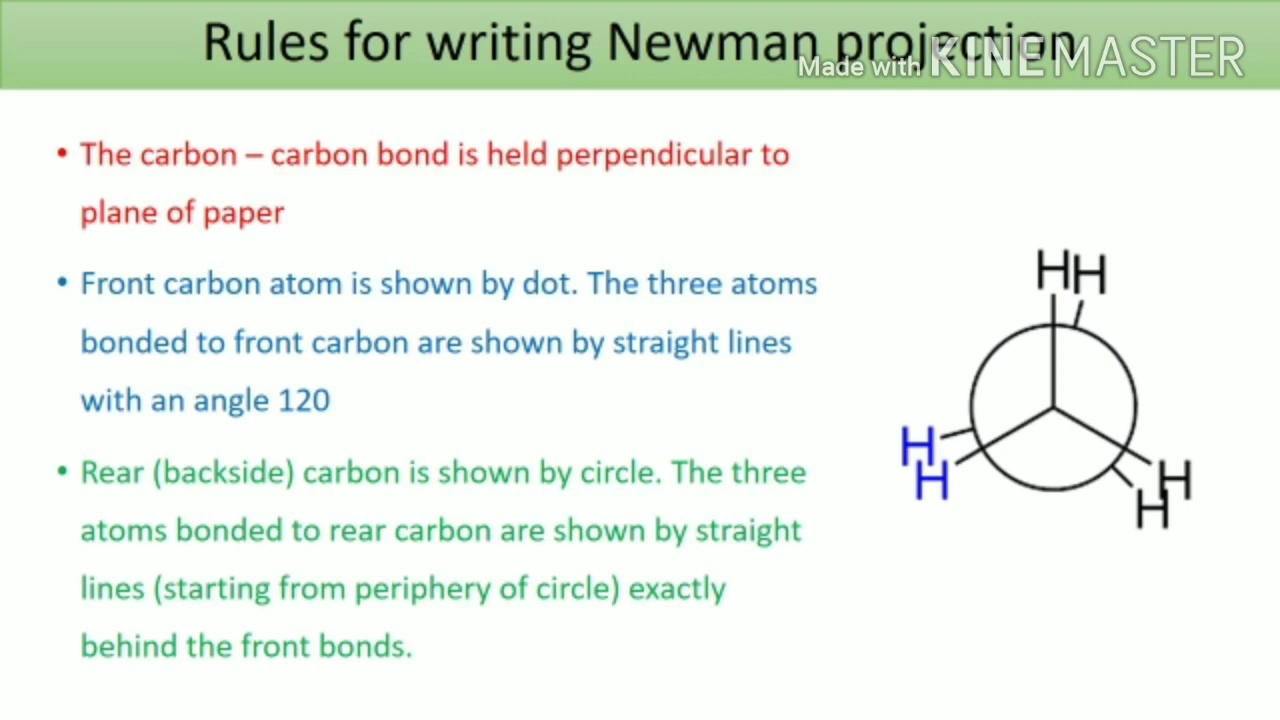 Rules for writing Newman projection
Made with KINEMASTER
• The carbon – carbon bond is held perpendicular to
plane of paper
• Front carbon atom is shown by dot. The three atoms
bonded to front carbon are shown by straight lines
with an angle 120
• Rear (backside) carbon is shown by circle. The three
atoms bonded to rear carbon are shown by straight
lines (starting from periphery of circle) exactly
behind the front bonds.
H H
H
H
H
H